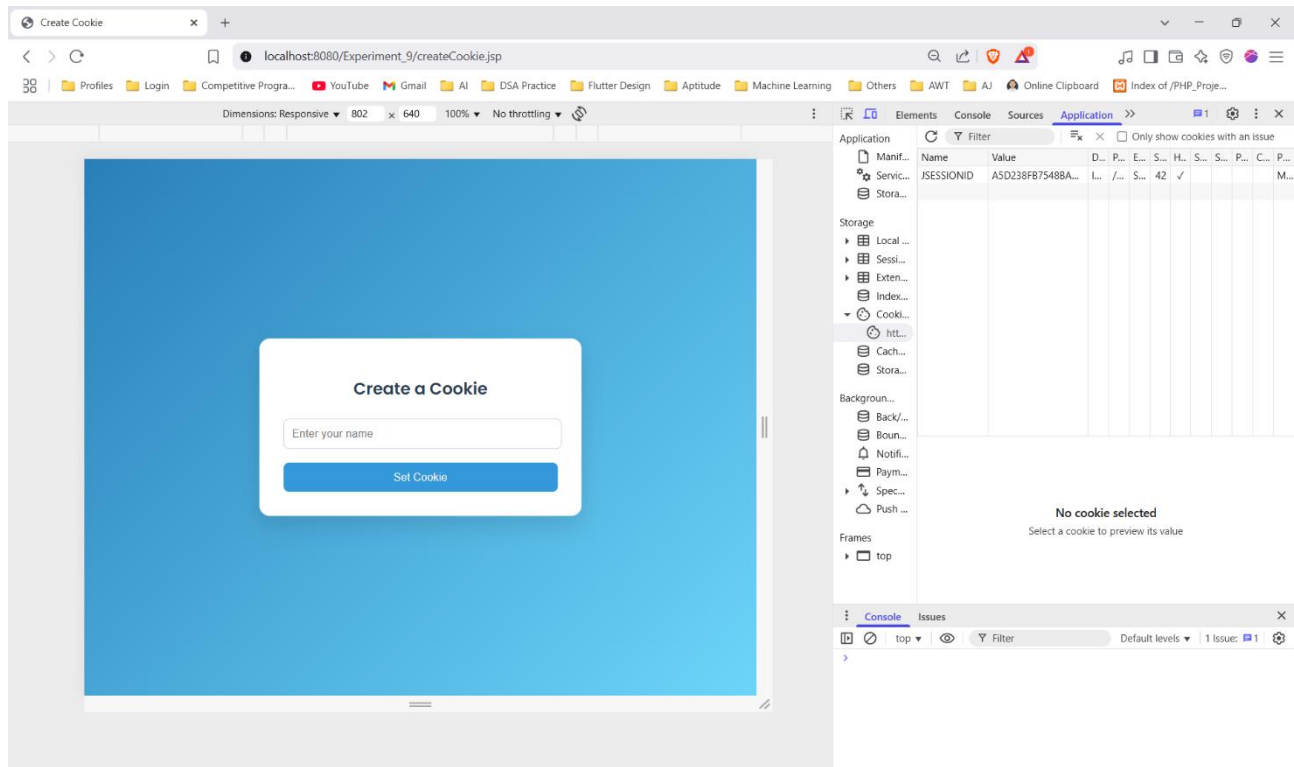 Create Cookie
localhost:8080/Experiment_9/createCookie.jsp
Profiles Login Competitive Progra... YouTube Gmail AI DSA Practice Flutter Design Aptitude Machine Learning Others AWT AJ Online Clipboard Index of /PHP_Proje...
Dimensions: Responsive 802 x 640 100% No throttling
Elements Console Sources Application 1
Application
Filter Only show cookies with an issue
Manif...
Servic...
Stora...
Storage
Local ...
Sessi...
Exten...
Index...
Cooki...
htt...
Cach...
Stora...
Backgroun...
Back/...
Boun...
Notifi...
Paym...
Spec...
Push ...
Frames
top
Name Value D... P... E... S... H... S... S... P... C... P...
JSESSIONID A5D238FB7548BA... l... /... S... 42 ✓ M...
No cookie selected
Select a cookie to preview its value
Create a Cookie
Enter your name
Set Cookie
Console Issues
top Filter Default levels 1 Issue: 1